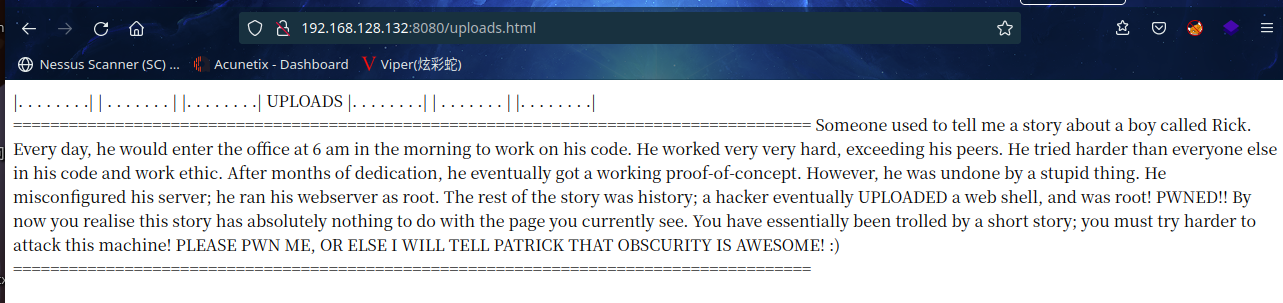 192.168.128.132:8080/uploads.html
Nessus Scanner (SC) ... Acunetix - Dashboard Viper(炫彩蛇)
|. . . . . . . .| | . . . . . . . | |. . . . . . . .| UPLOADS |. . . . . . . .| | . . . . . . . | |. . . . . . . .|
====================================================================================== Someone used to tell me a story about a boy called Rick.
Every day, he would enter the office at 6 am in the morning to work on his code. He worked very very hard, exceeding his peers. He tried harder than everyone else
in his code and work ethic. After months of dedication, he eventually got a working proof-of-concept. However, he was undone by a stupid thing. He
misconfigured his server; he ran his webserver as root. The rest of the story was history; a hacker eventually UPLOADED a web shell, and was root! PWNED!! By
now you realise this story has absolutely nothing to do with the page you currently see. You have essentially been trolled by a short story; you must try harder to
attack this machine! PLEASE PWN ME, OR ELSE I WILL TELL PATRICK THAT OBSCURITY IS AWESOME! :)
======================================================================================